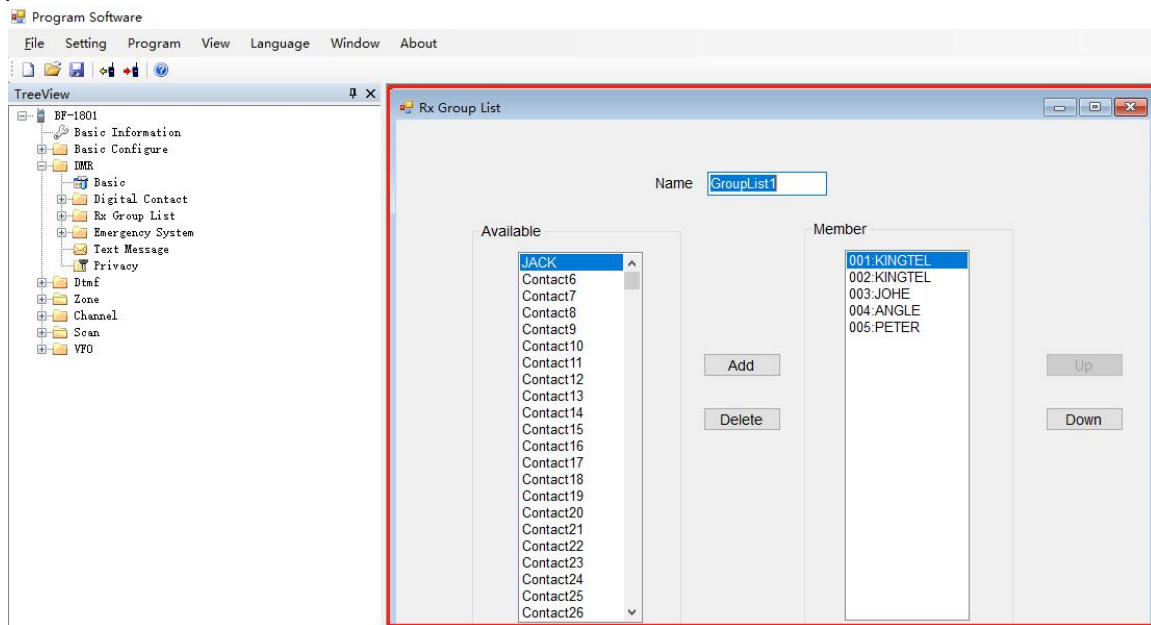 Program Software
File Setting Program View Language Window About
TreeView
BF-1801
Basic Information
Basic Configure
DMR
Basic
Digital Contact
Rx Group List
Emergency System
Text Message
Privacy
Dtmf
Zone
Channel
Scan
VFO
Rx Group List
Name GroupList1
Available
JACK
Contact6
Contact7
Contact8
Contact9
Contact10
Contact11
Contact12
Contact13
Contact14
Contact15
Contact16
Contact17
Contact18
Contact19
Contact20
Contact21
Contact22
Contact23
Contact24
Contact25
Contact26
Add
Delete
Member
001:KINGTEL
002:KINGTEL
003:JOHE
004:ANGLE
005:PETER
Up
Down